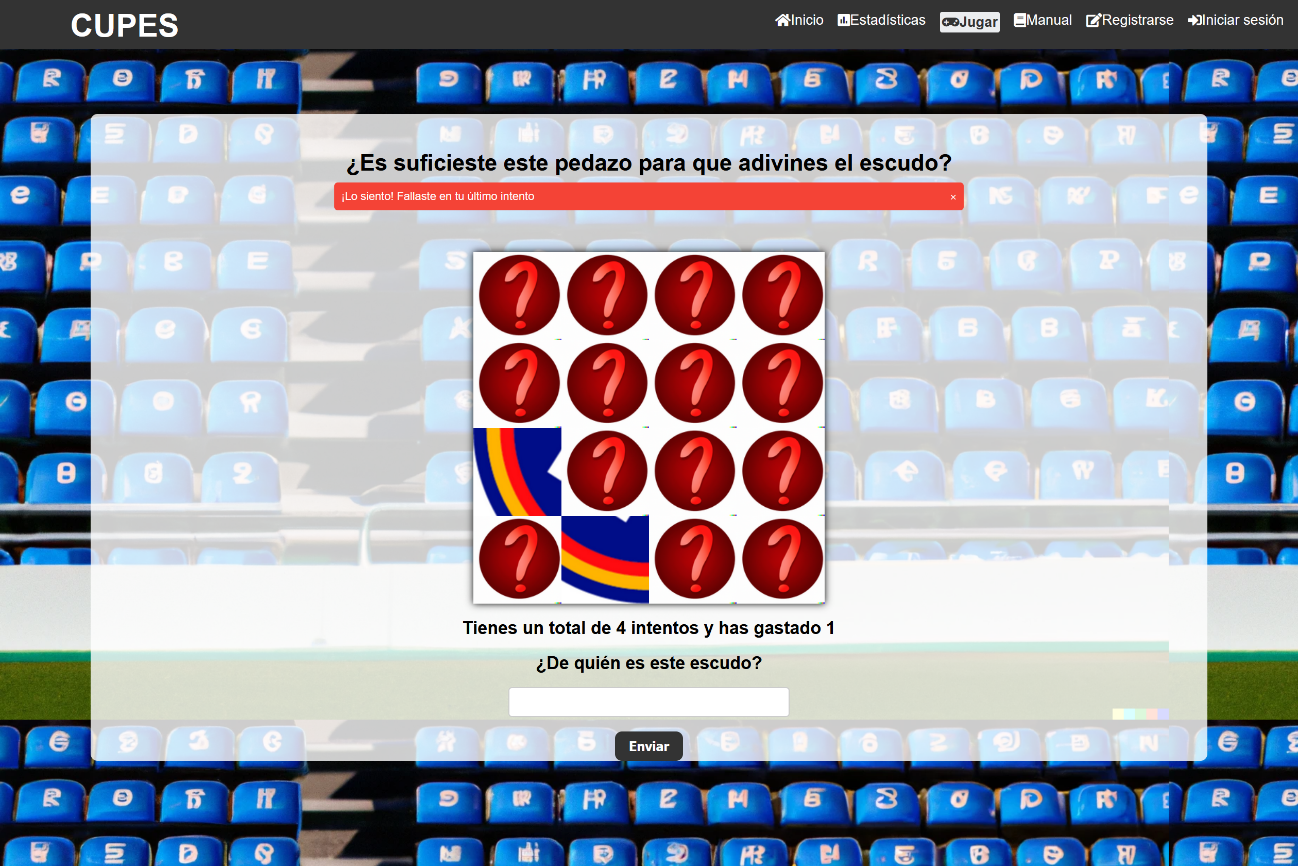 CUPES
Inicio
Estadísticas
Jugar
Manual
Registrarse
Iniciar sesión
¿Es suficieste este pedazo para que adivines el escudo?
¡Lo siento! Fallaste en tu último intento ×
? ? ? ?
? ? ? ?
? ? ?
? ? ?
Tienes un total de 4 intentos y has gastado 1
¿De quién es este escudo?
Enviar